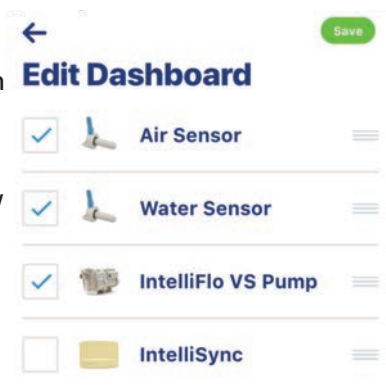 Save
Edit Dashboard
Air Sensor
Water Sensor
IntelliFlo VS Pump
IntelliSync